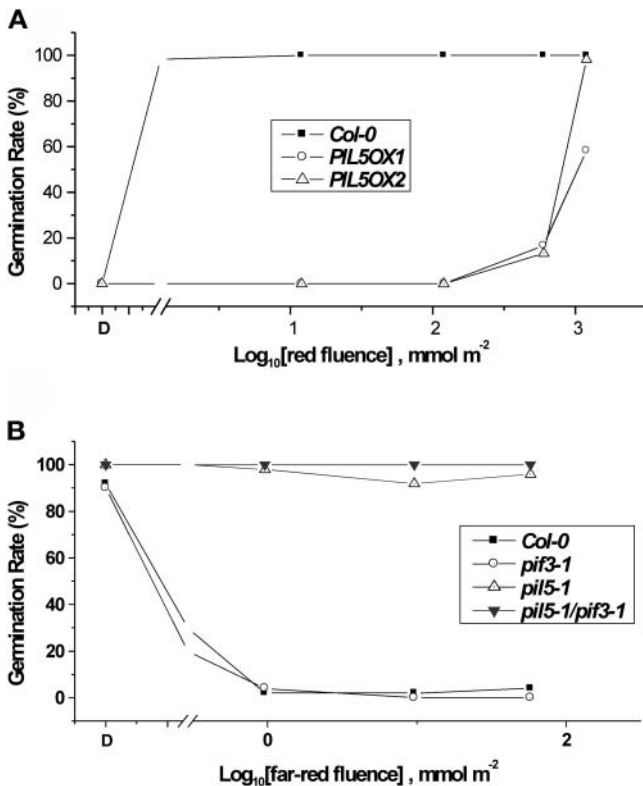 A
100
80
60
40
20
0
Germination Rate (%)
Col-0
PIL5OX1
PIL5OX2
D
1
2
3
Log10[red fluence] , mmol m-2
B
100
80
60
40
20
0
Germination Rate (%)
Col-0
pif3-1
pil5-1
pil5-1/pif3-1
D
0
2
Log10[far-red fluence] , mmol m-2